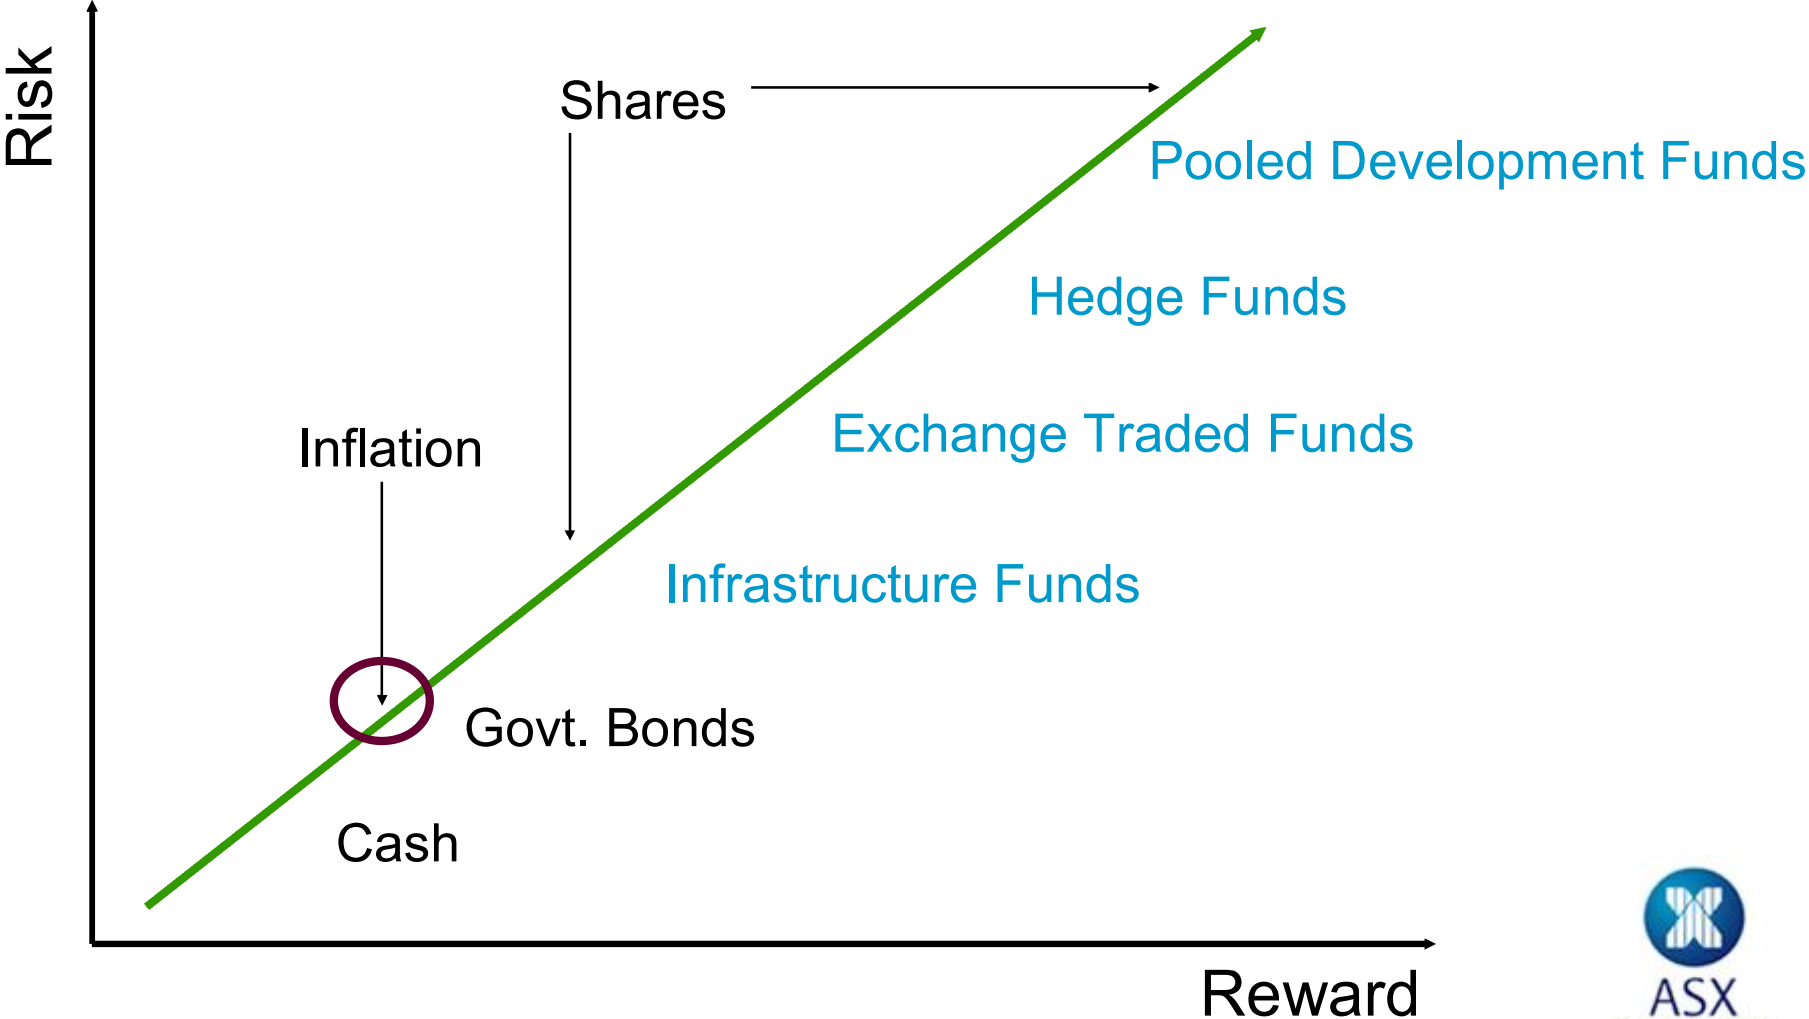 Risk
Shares
Pooled Development Funds
Hedge Funds
Exchange Traded Funds
Inflation
Infrastructure Funds
Govt. Bonds
Cash
Reward
ASX